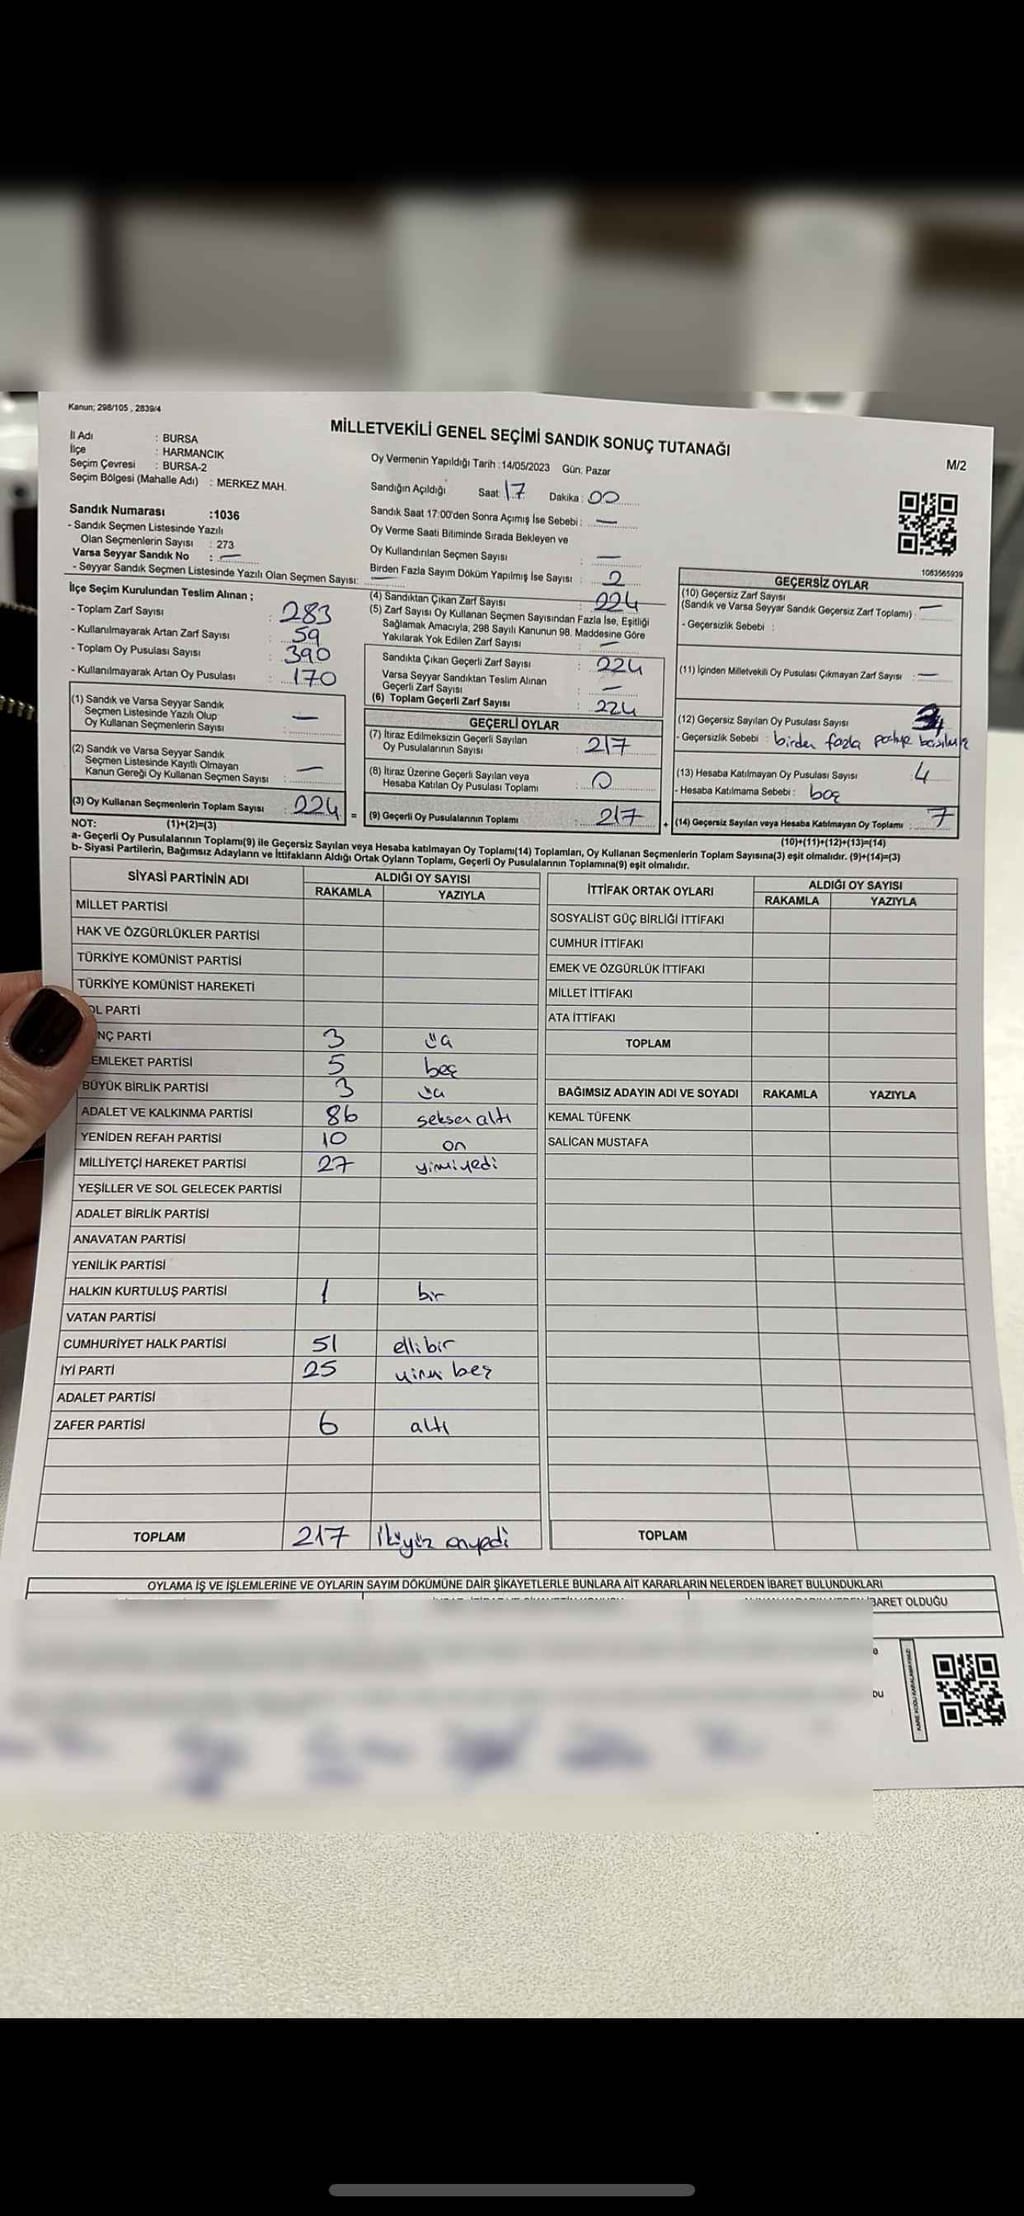 Kanun; 298/105 , 2839/4
MİLLETVEKİLİ GENEL SEÇİMİ SANDIK SONUÇ TUTANAĞI
M/2
İl Adı : BURSA
İlçe : HARMANCIK
Seçim Çevresi : BURSA-2
Seçim Bölgesi (Mahalle Adı) : MERKEZ MAH.
Oy Vermenin Yapıldığı Tarih : 14/05/2023 Gün: Pazar
Sandığın Açıldığı Saat 17 Dakika : 00
Sandık Saat 17:00'den Sonra Açımış İse Sebebi : —
Oy Verme Saati Bitiminde Sırada Bekleyen ve
Oy Kullandırılan Seçmen Sayısı : —
Birden Fazla Sayım Döküm Yapılmış İse Sayısı : 2
Sandık Numarası :1036
- Sandık Seçmen Listesinde Yazılı
Olan Seçmenlerin Sayısı : 273
Varsa Seyyar Sandık No : —
- Seyyar Sandık Seçmen Listesinde Yazılı Olan Seçmen Sayısı: —
İlçe Seçim Kurulundan Teslim Alınan ;
- Toplam Zarf Sayısı : 283
- Kullanılmayarak Artan Zarf Sayısı : 59
- Toplam Oy Pusulası Sayısı : 390
- Kullanılmayarak Artan Oy Pusulası : 170
(1) Sandık ve Varsa Seyyar Sandık
Seçmen Listesinde Yazılı Olup
Oy Kullanan Seçmenlerin Sayısı : —
(2) Sandık ve Varsa Seyyar Sandık
Seçmen Listesinde Kayıtlı Olmayan
Kanun Gereği Oy Kullanan Seçmen Sayısı : —
(3) Oy Kullanan Seçmenlerin Toplam Sayısı : 224 =
(1)+(2)=(3)
(4) Sandıktan Çıkan Zarf Sayısı : 224
(5) Zarf Sayısı Oy Kullanan Seçmen Sayısından Fazla İse, Eşitliği
Sağlamak Amacıyla, 298 Sayılı Kanunun 98. Maddesine Göre
Yakılarak Yok Edilen Zarf Sayısı : —
Sandıkta Çıkan Geçerli Zarf Sayısı : 224
Varsa Seyyar Sandıktan Teslim Alınan
Geçerli Zarf Sayısı : —
(6) Toplam Geçerli Zarf Sayısı : 224
GEÇERLİ OYLAR
(7) İtiraz Edilmeksizin Geçerli Sayılan
Oy Pusulalarının Sayısı : 217
(8) İtiraz Üzerine Geçerli Sayılan veya
Hesaba Katılan Oy Pusulası Toplamı : 0
(9) Geçerli Oy Pusulalarının Toplamı : 217 +
1083565939
GEÇERSİZ OYLAR
(10) Geçersiz Zarf Sayısı
(Sandık ve Varsa Seyyar Sandık Geçersiz Zarf Toplamı) : —
- Geçersizlik Sebebi :
(11) İçinden Milletvekili Oy Pusulası Çıkmayan Zarf Sayısı : —
(12) Geçersiz Sayılan Oy Pusulası Sayısı
- Geçersizlik Sebebi : birden fazla
(13) Hesaba Katılmayan Oy Pusulası Sayısı 4
- Hesaba Katılmama Sebebi : boş
(14) Geçersiz Sayılan veya Hesaba Katılmayan Oy Toplamı : 7
(10)+(11)+(12)+(13)=(14)
NOT:
a- Geçerli Oy Pusulalarının Toplamı(9) ile Geçersiz Sayılan veya Hesaba katılmayan Oy Toplamı(14) Toplamları, Oy Kullanan Seçmenlerin Toplam Sayısına(3) eşit olmalıdır. (9)+(14)=(3)
b- Siyasi Partilerin, Bağımsız Adayların ve İttifakların Aldığı Ortak Oyların Toplamı, Geçerli Oy Pusulalarının Toplamına(9) eşit olmalıdır.
SİYASİ PARTİNİN ADI ALDIĞI OY SAYISI
RAKAMLA YAZIYLA
MİLLET PARTİSİ
HAK VE ÖZGÜRLÜKLER PARTİSİ
TÜRKİYE KOMÜNİST PARTİSİ
TÜRKİYE KOMÜNİST HAREKETİ
OL PARTİ
NÇ PARTİ 3 üç
EMLEKET PARTİSİ 5 beş
BÜYÜK BİRLİK PARTİSİ 3 üç
ADALET VE KALKINMA PARTİSİ 86 seksen altı
YENİDEN REFAH PARTİSİ 10 on
MİLLİYETÇİ HAREKET PARTİSİ 27 yirmiyedi
YEŞİLLER VE SOL GELECEK PARTİSİ
ADALET BİRLİK PARTİSİ
ANAVATAN PARTİSİ
YENİLİK PARTİSİ
HALKIN KURTULUŞ PARTİSİ 1 bir
VATAN PARTİSİ
CUMHURİYET HALK PARTİSİ 51 ellibir
İYİ PARTİ 25 yirmi beş
ADALET PARTİSİ
ZAFER PARTİSİ 6 altı
TOPLAM 217 ikiyüz onyedi
İTTİFAK ORTAK OYLARI ALDIĞI OY SAYISI
RAKAMLA YAZIYLA
SOSYALİST GÜÇ BİRLİĞİ İTTİFAKI
CUMHUR İTTİFAKI
EMEK VE ÖZGÜRLÜK İTTİFAKI
MİLLET İTTİFAKI
ATA İTTİFAKI
TOPLAM
BAĞIMSIZ ADAYIN ADI VE SOYADI RAKAMLA YAZIYLA
KEMAL TÜFENK
SALİCAN MUSTAFA
TOPLAM
OYLAMA İŞ VE İŞLEMLERİNE VE OYLARIN SAYIM DÖKÜMÜNE DAİR ŞİKAYETLERLE BUNLARA AİT KARARLARIN NELERDEN İBARET BULUNDUKLARI
BARET OLDUĞU